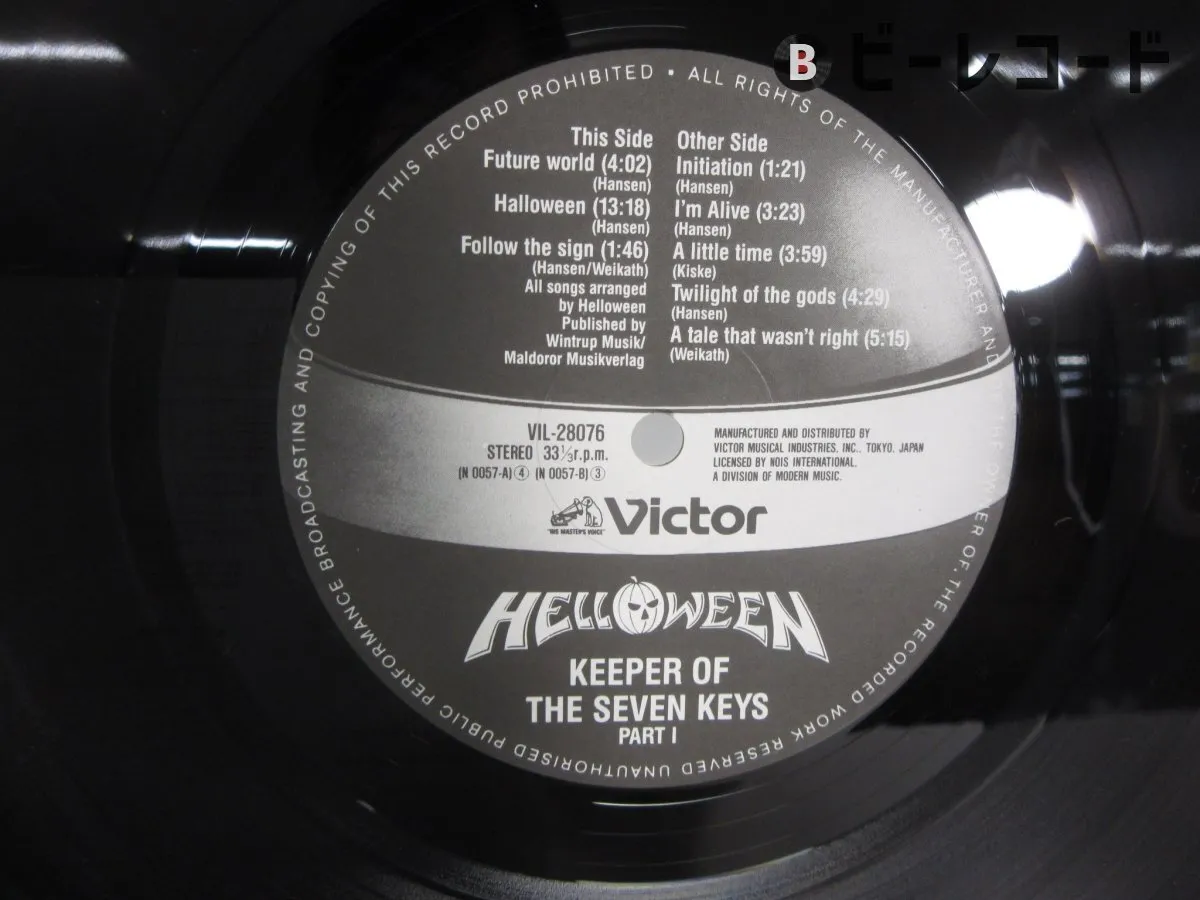 B ビーレコード
UNAUTHORISED PUBLIC PERFORMANCE BROADCASTING AND COPYING OF THIS RECORD PROHIBITED • ALL RIGHTS OF THE MANUFACTURER AND OF THE OWNER OF. THE RECORDED WORK RESERVED
This Side
Future world (4:02)
(Hansen)
Halloween (13:18)
(Hansen)
Follow the sign (1:46)
(Hansen/Weikath)
All songs arranged
by Helloween
Published by
Wintrup Musik/
Maldoror Musikverlag
Other Side
Initiation (1:21)
(Hansen)
I'm Alive (3:23)
(Hansen)
A little time (3:59)
(Kiske)
Twilight of the gods (4:29)
(Hansen)
A tale that wasn't right (5:15)
(Weikath)
VIL-28076
STEREO 33⅓r.p.m.
(N 0057-A)④ (N 0057-B)③
MANUFACTURED AND DISTRIBUTED BY
VICTOR MUSICAL INDUSTRIES. INC., TOKYO. JAPAN
LICENSED BY NOIS INTERNATIONAL.
A DIVISION OF MODERN MUSIC.
"HIS MASTER'S VOICE"
Victor
HELLOWEEN
KEEPER OF
THE SEVEN KEYS
PART I